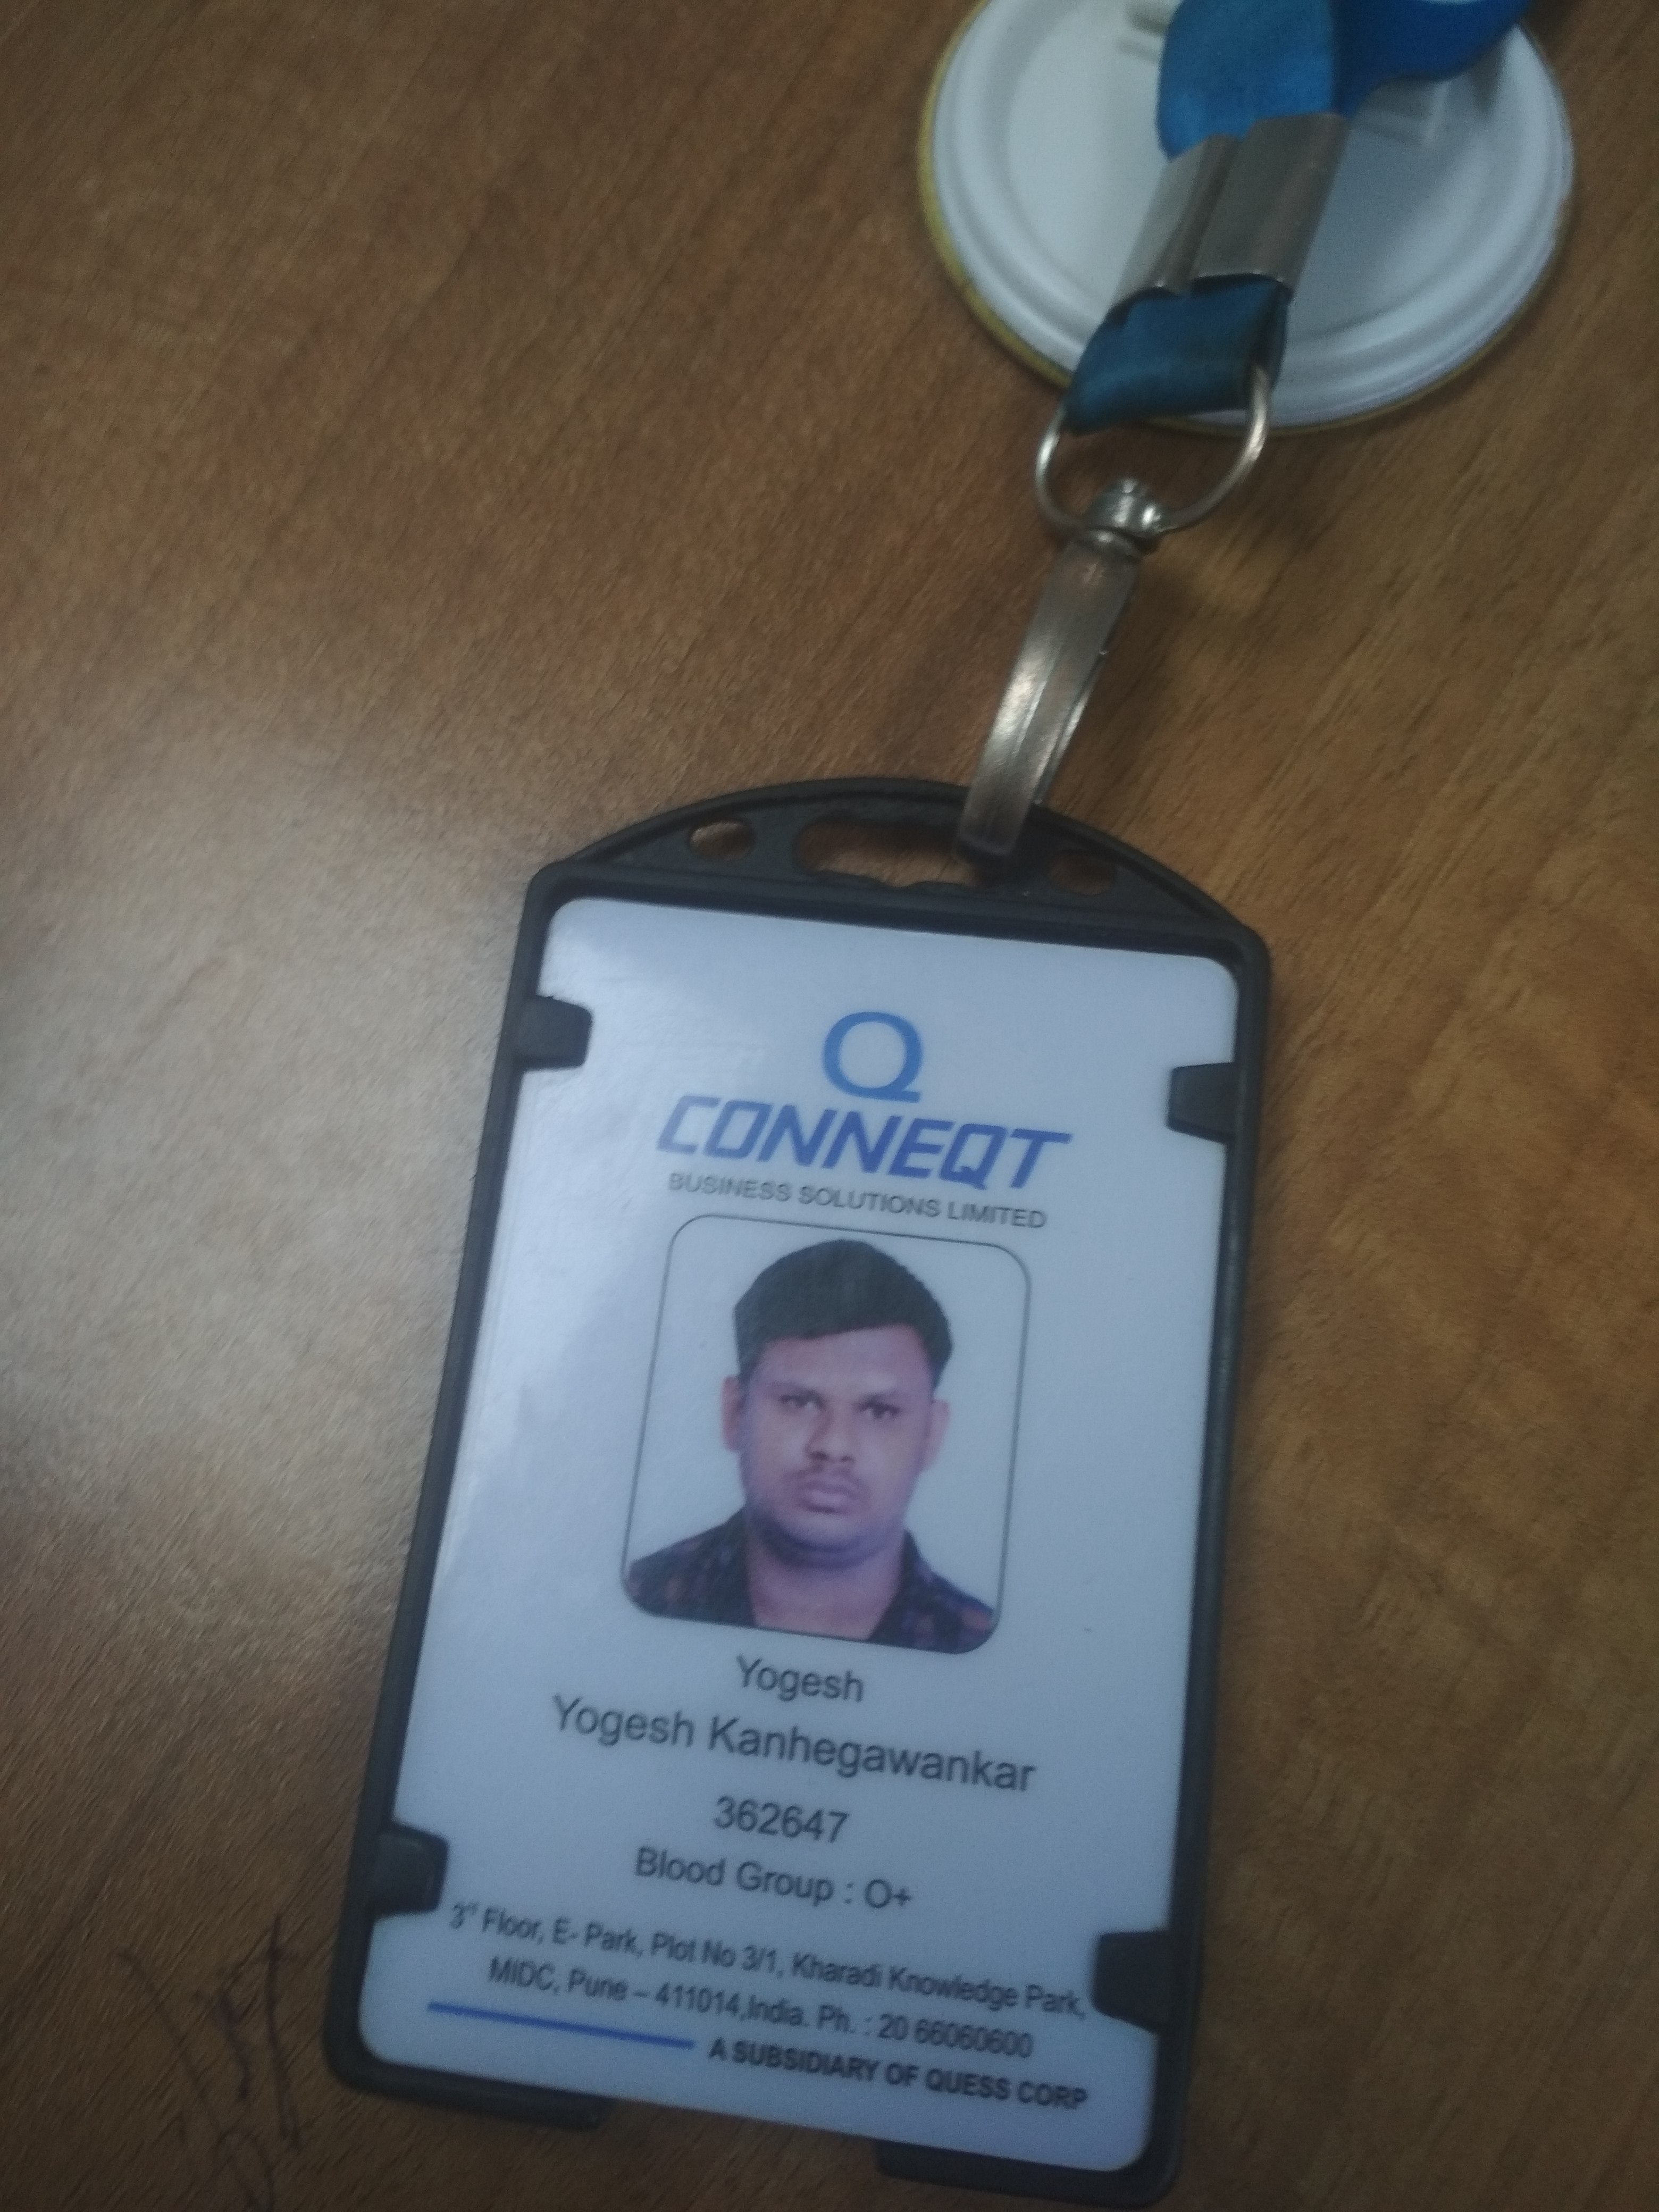 Q
CONNEQT
BUSINESS SOLUTIONS LIMITED
Yogesh
Yogesh Kanhegawankar
362647
Blood Group : O+
3rd Floor, E- Park, Plot No 3/1, Kharadi Knowledge Park,
MIDC, Pune – 411014,India. Ph. : 20 66060600
A SUBSIDIARY OF QUESS CORP